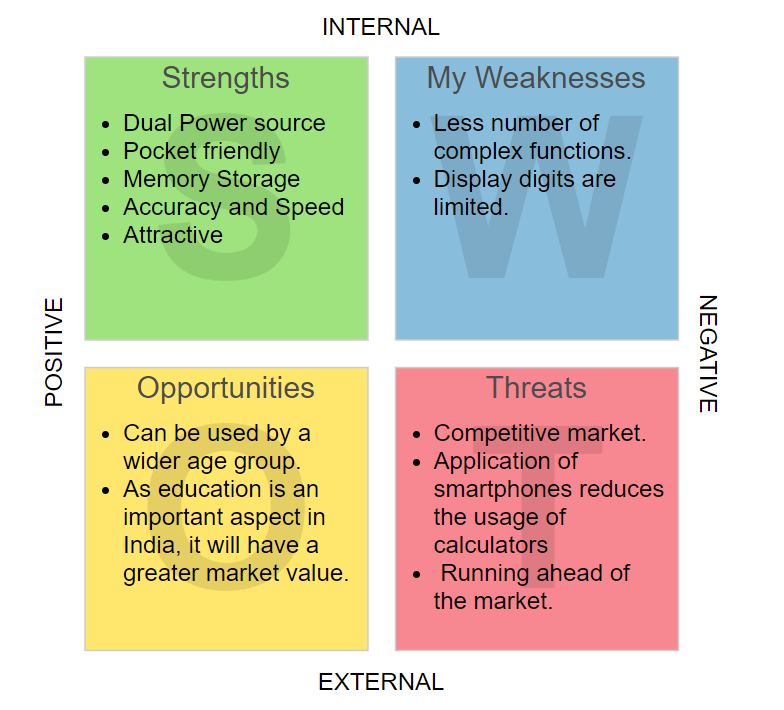 INTERNAL
Strengths
• Dual Power source
• Pocket friendly
• Memory Storage
• Accuracy and Speed
• Attractive
S
My Weaknesses
• Less number of
complex functions.
• Display digits are
limited.
W
POSITIVE
NEGATIVE
Opportunities
• Can be used by a
wider age group.
• As education is an
important aspect in
India, it will have a
greater market value.
O
Threats
• Competitive market.
• Application of
smartphones reduces
the usage of
calculators
• Running ahead of
the market.
T
EXTERNAL